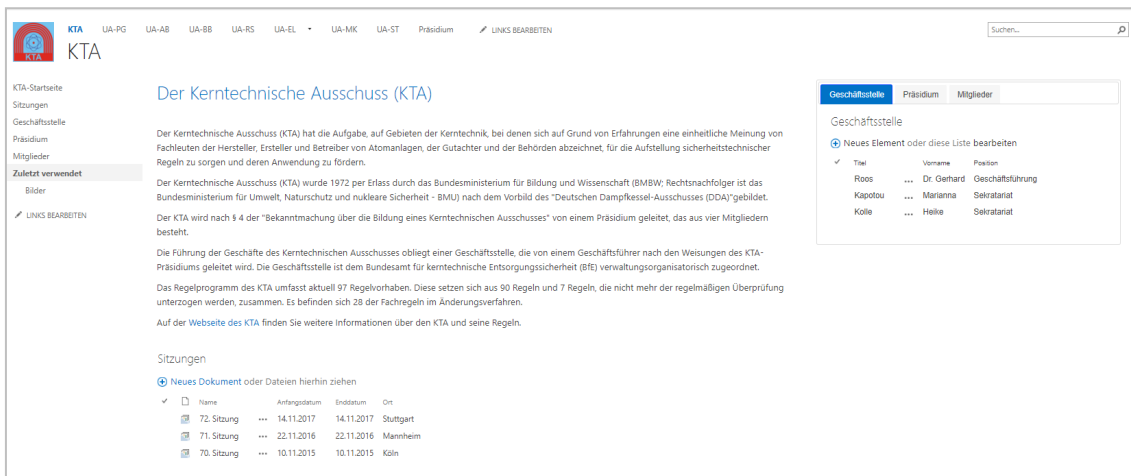 KTA UA-PG UA-AB UA-BB UA-RS UA-EL UA-MK UA-ST Präsidium LINKS BEARBEITEN
Suchen...
KTA
KTA
KTA-Startseite
Sitzungen
Geschäftsstelle
Präsidium
Mitglieder
Zuletzt verwendet
Bilder
LINKS BEARBEITEN
Der Kerntechnische Ausschuss (KTA)
Der Kerntechnische Ausschuss (KTA) hat die Aufgabe, auf Gebieten der Kerntechnik, bei denen sich auf Grund von Erfahrungen eine einheitliche Meinung von
Fachleuten der Hersteller, Ersteller und Betreiber von Atomanlagen, der Gutachter und der Behörden abzeichnet, für die Aufstellung sicherheitstechnischer
Regeln zu sorgen und deren Anwendung zu fördern.
Der Kerntechnische Ausschuss (KTA) wurde 1972 per Erlass durch das Bundesministerium für Bildung und Wissenschaft (BMBW; Rechtsnachfolger ist das
Bundesministerium für Umwelt, Naturschutz und nukleare Sicherheit - BMU) nach dem Vorbild des "Deutschen Dampfkessel-Ausschusses (DDA)"gebildet.
Der KTA wird nach § 4 der "Bekanntmachung über die Bildung eines Kerntechnischen Ausschusses" von einem Präsidium geleitet, das aus vier Mitgliedern
besteht.
Die Führung der Geschäfte des Kerntechnischen Ausschusses obliegt einer Geschäftsstelle, die von einem Geschäftsführer nach den Weisungen des KTA-
Präsidiums geleitet wird. Die Geschäftsstelle ist dem Bundesamt für kerntechnische Entsorgungssicherheit (BfE) verwaltungsorganisatorisch zugeordnet.
Das Regelprogramm des KTA umfasst aktuell 97 Regelvorhaben. Diese setzen sich aus 90 Regeln und 7 Regeln, die nicht mehr der regelmäßigen Überprüfung
unterzogen werden, zusammen. Es befinden sich 28 der Fachregeln im Änderungsverfahren.
Auf der Webseite des KTA finden Sie weitere Informationen über den KTA und seine Regeln.
Sitzungen
Neues Dokument oder Dateien hierhin ziehen
Name Anfangsdatum Enddatum Ort
72. Sitzung ... 14.11.2017 14.11.2017 Stuttgart
71. Sitzung ... 22.11.2016 22.11.2016 Mannheim
70. Sitzung ... 10.11.2015 10.11.2015 Köln
Geschäftsstelle Präsidium Mitglieder
Geschäftsstelle
Neues Element oder diese Liste bearbeiten
Titel Vorname Position
Roos ... Dr. Gerhard Geschäftsführung
Kapotou ... Marianna Sekratariat
Kolle ... Heike Sekratariat